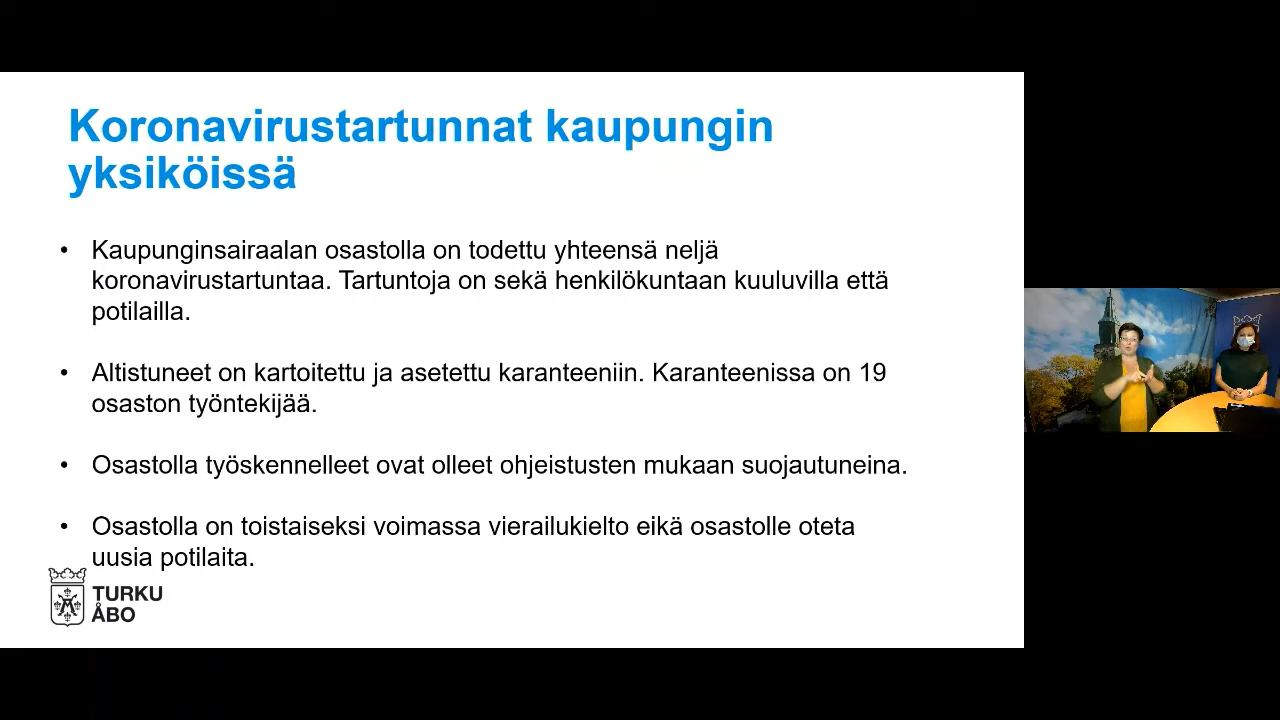 Koronavirustartunnat kaupungin
yksiköissä
• Kaupunginsairaalan osastolla on todettu yhteensä neljä
koronavirustartuntaa. Tartuntoja on sekä henkilökuntaan kuuluvilla että
potilailla.
• Altistuneet on kartoitettu ja asetettu karanteeniin. Karanteenissa on 19
osaston työntekijää.
• Osastolla työskennelleet ovat olleet ohjeistusten mukaan suojautuneina.
• Osastolla on toistaiseksi voimassa vierailukielto eikä osastolle oteta
uusia potilaita.
TURKU
ÅBO